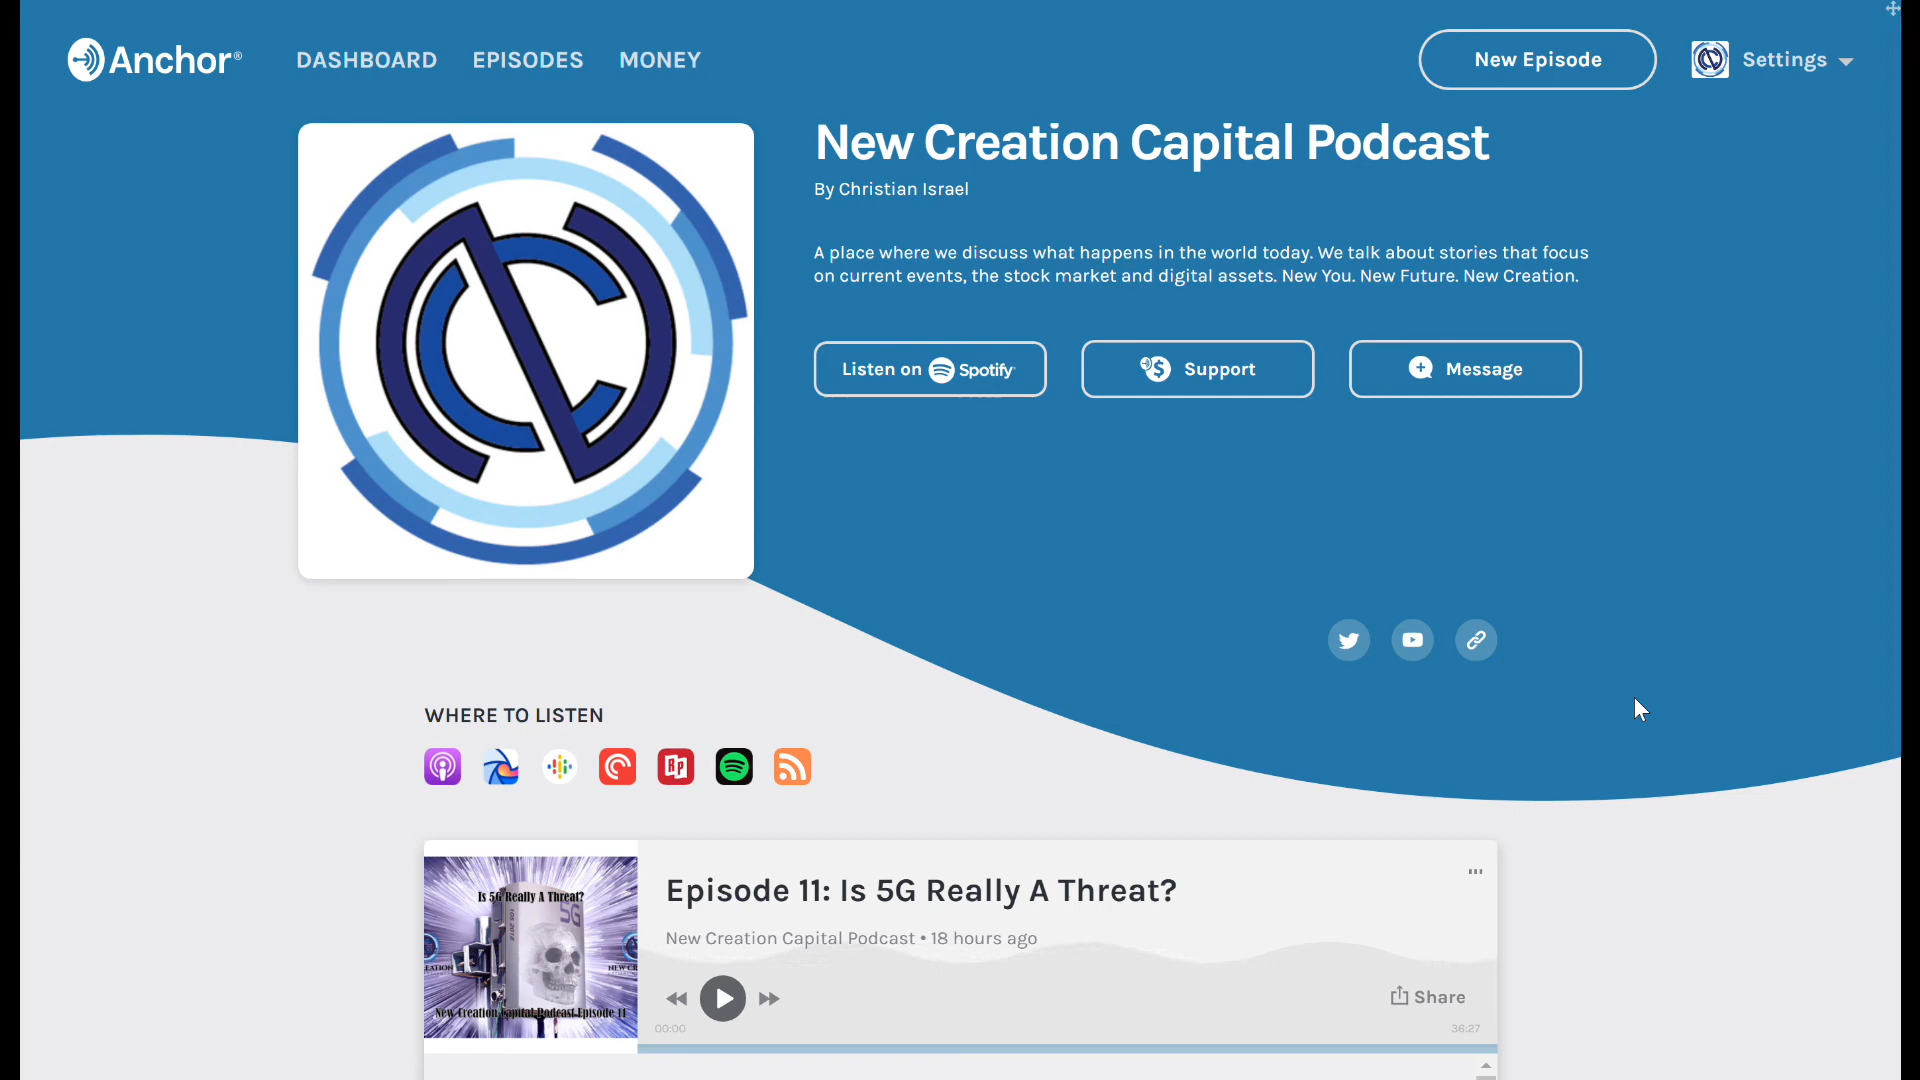 Anchor®
DASHBOARD EPISODES MONEY
New Episode
Settings
New Creation Capital Podcast
By Christian Israel
A place where we discuss what happens in the world today. We talk about stories that focus
on current events, the stock market and digital assets. New You. New Future. New Creation.
Listen on Spotify
Support
Message
WHERE TO LISTEN
RP
Is 5G Really A Threat?
5G
New Creation Capital Podcast Episode 11
Episode 11: Is 5G Really A Threat?
New Creation Capital Podcast • 18 hours ago
Share
00:00
36:27